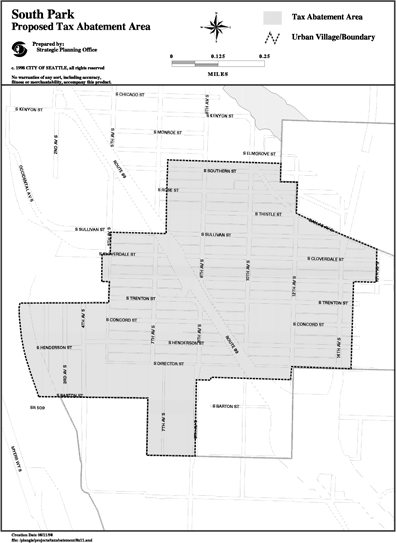 South Park
Proposed Tax Abatement Area
Prepared by:
Strategic Planning Office
c. 1998 CITY OF SEATTLE, all rights reserved
No warranties of any sort, including accuracy,
fitness or merchantability, accompany this product.
0 0.125 0.25
MILES
Tax Abatement Area
Urban Village/Boundary
S CHICAGO ST
S KENYON ST
S KENYON ST
S MONROE ST
2ND AV S
5TH AV S
8TH AV S
ROUTE 99
OCCIDENTAL AV S
S ELMGROVE ST
S SOUTHERN ST
S ROSE ST
S THISTLE ST
S SULLIVAN ST
S SULLIVAN ST
S CLOVERDALE ST
S CLOVERDALE ST
8TH AV S
10TH AV S
12TH AV S
S TRENTON ST
S TRENTON ST
4TH AV S
S CONCORD ST
S CONCORD ST
7TH AV S
S HENDERSON ST
S HENDERSON ST
ROUTE 99
14TH AV S
S DIRECTOR ST
3RD AV S
S BARTON ST
S BARTON ST
SR 509
7TH AV S
MYERS WY S
Creation Date 08/11/98